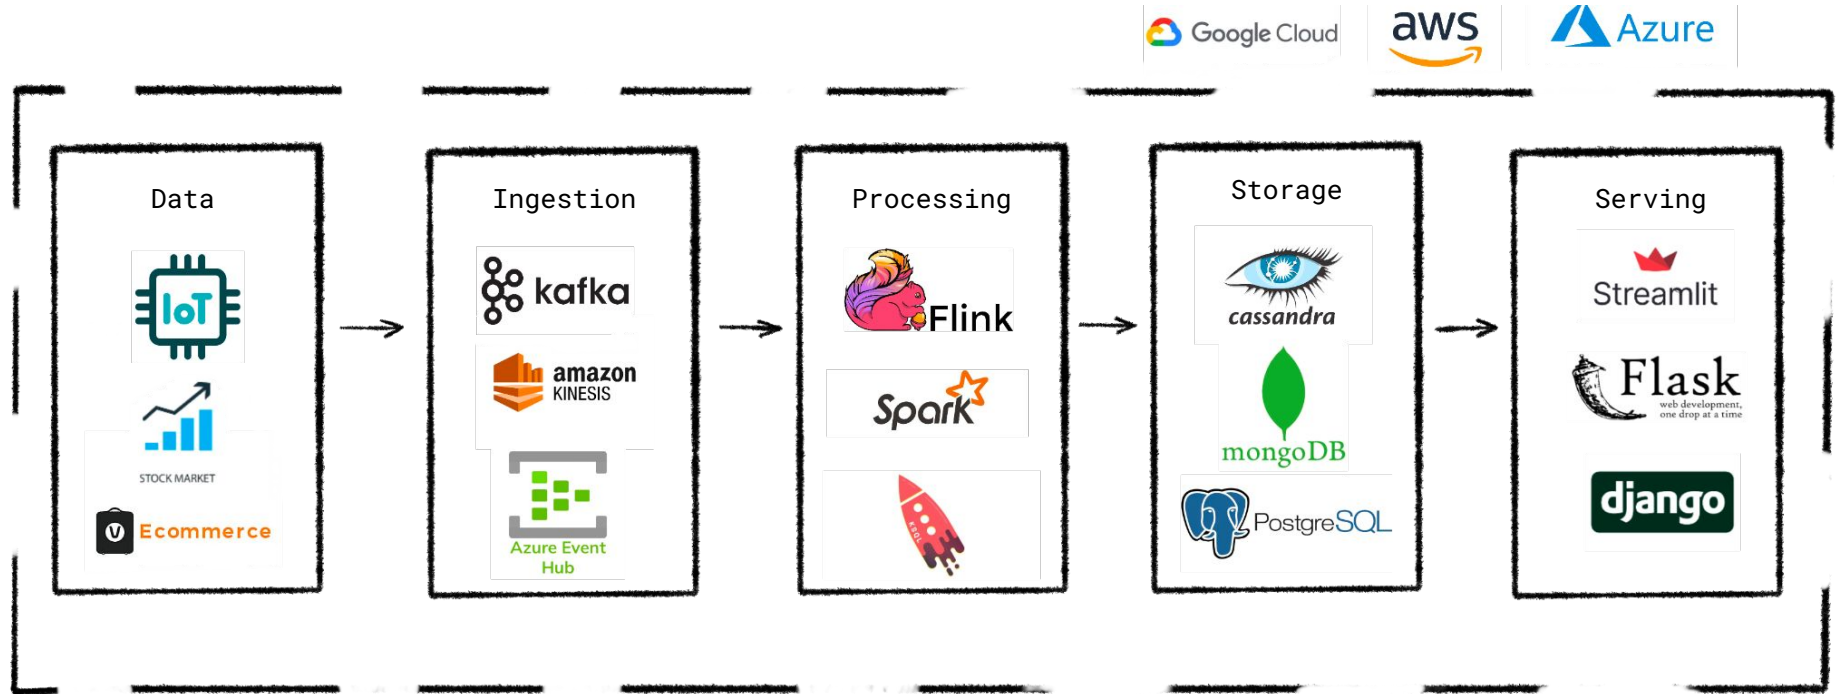 Google Cloud
aws
Azure
Data
IoT
STOCK MARKET
V Ecommerce
Ingestion
kafka
amazon
KINESIS
Azure Event
Hub
Processing
Flink
Spark
KSQL
Storage
cassandra
mongoDB
PostgreSQL
Serving
Streamlit
Flask
web development,
one drop at a time
django